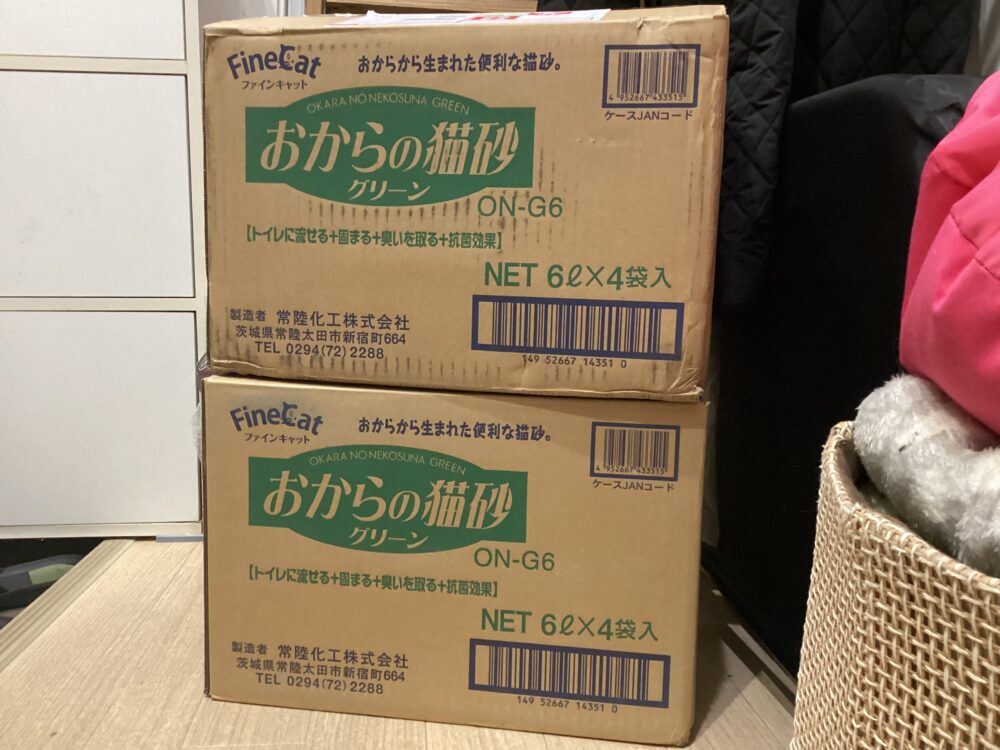 FineCat
ファインキャット
おからから生まれた便利な猫砂。
4 952667 433515
ケースJANコード
OKARA NO NEKOSUNA GREEN
おからの猫砂
グリーン
ON-G6
【トイレに流せる+固まる+臭いを取る+抗菌効果】
NET 6ℓ×4袋入
製造者 常陸化工株式会社
茨城県常陸太田市新宿町664
TEL 0294(72)2288
149 52667 14351 0
FineCat
ファインキャット
おからから生まれた便利な猫砂。
4 952667 433515
ケースJANコード
OKARA NO NEKOSUNA GREEN
おからの猫砂
グリーン
ON-G6
【トイレに流せる+固まる+臭いを取る+抗菌効果】
NET 6ℓ×4袋入
製造者 常陸化工株式会社
茨城県常陸太田市新宿町664
TEL 0294(72)2288
149 52667 14351 0